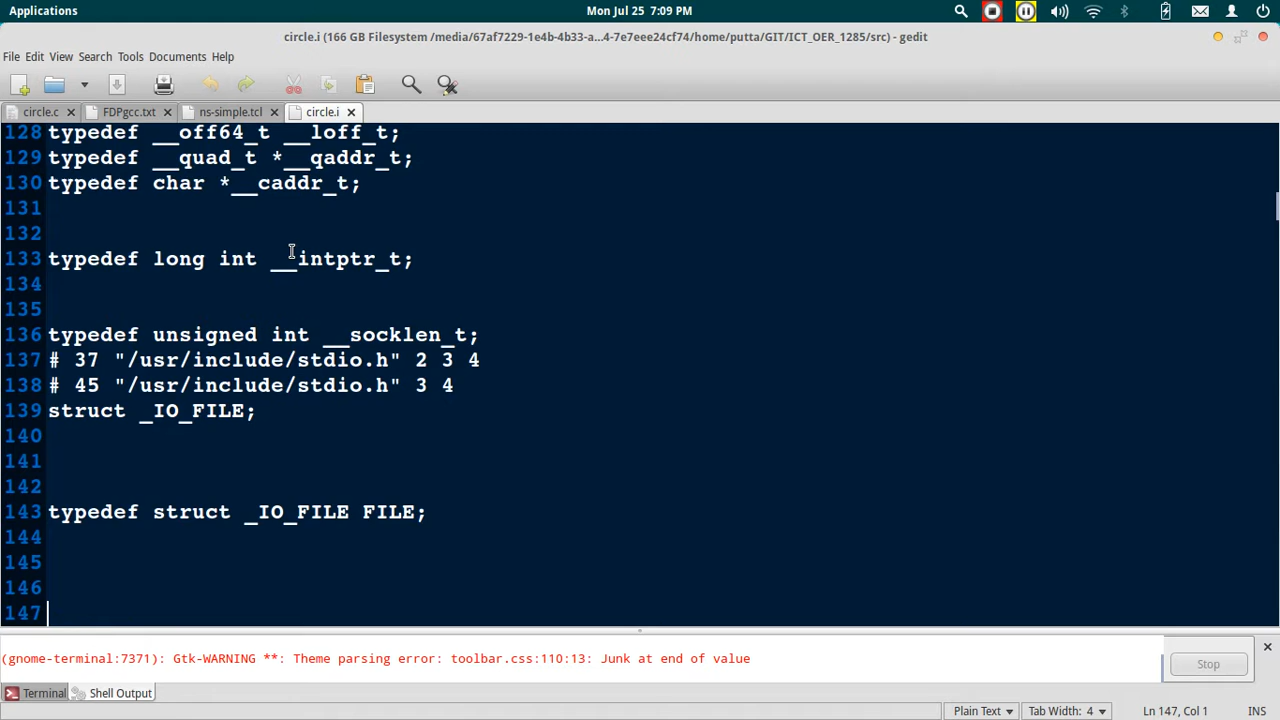 Applications
Mon Jul 25 7:09 PM
circle.i (166 GB Filesystem /media/67af7229-1e4b-4b33-a...4-7e7eee24cf74/home/putta/GIT/ICT_OER_1285/src) - gedit
File Edit View Search Tools Documents Help
circle.c FDPgcc.txt ns-simple.tcl circle.i
128 typedef __off64_t __loff_t;
129 typedef __quad_t *__qaddr_t;
130 typedef char *__caddr_t;
131
132
133 typedef long int __intptr_t;
134
135
136 typedef unsigned int __socklen_t;
137 # 37 "/usr/include/stdio.h" 2 3 4
138 # 45 "/usr/include/stdio.h" 3 4
139 struct _IO_FILE;
140
141
142
143 typedef struct _IO_FILE FILE;
144
145
146
147
(gnome-terminal:7371): Gtk-WARNING **: Theme parsing error: toolbar.css:110:13: Junk at end of value
Stop
Terminal Shell Output
Plain Text Tab Width: 4 Ln 147, Col 1 INS